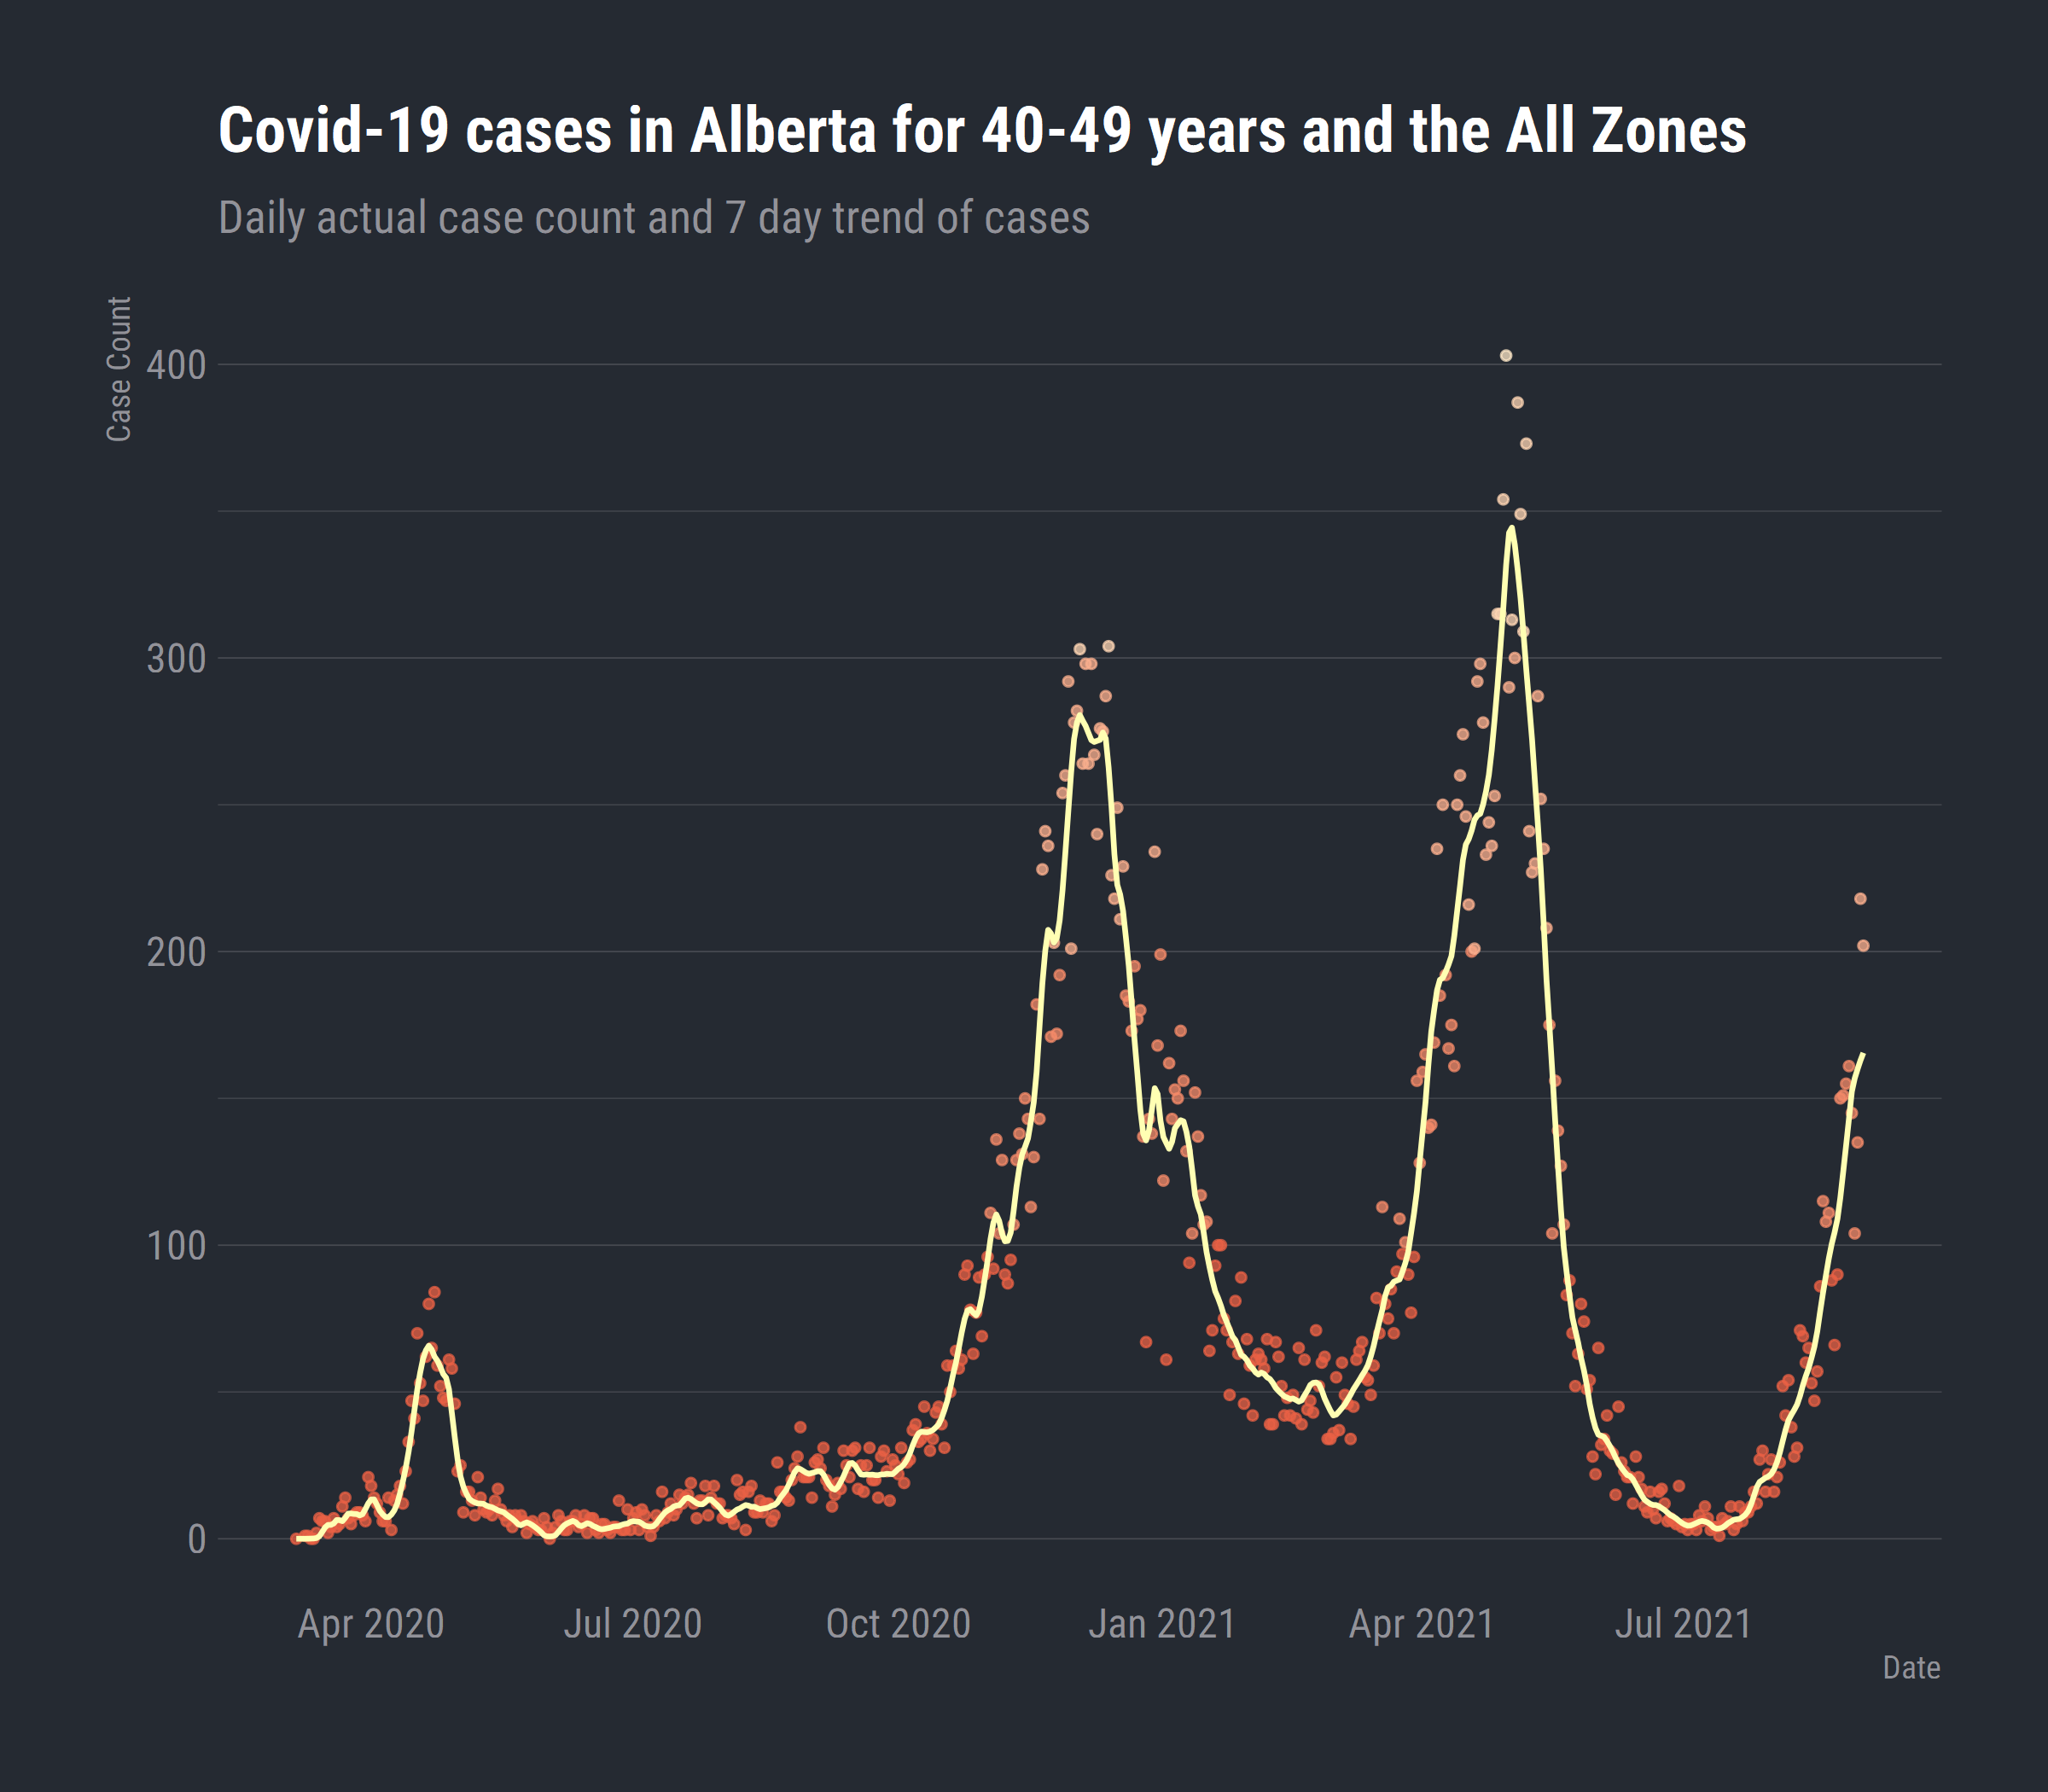 Covid-19 cases in Alberta for 40-49 years and the All Zones
Daily actual case count and 7 day trend of cases
Case Count
400
300
200
100
0
Apr 2020
Jul 2020
Oct 2020
Jan 2021
Apr 2021
Jul 2021
Date